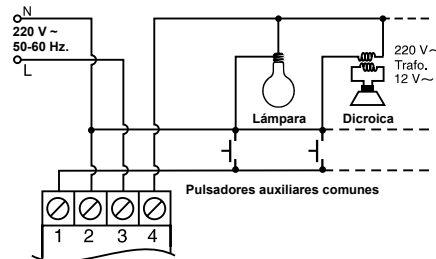 N
220 V ~
50-60 Hz.
L
220 V~
Trafo.
12 V~
Lámpara
Dicroica
Pulsadores auxiliares comunes
1 2 3 4